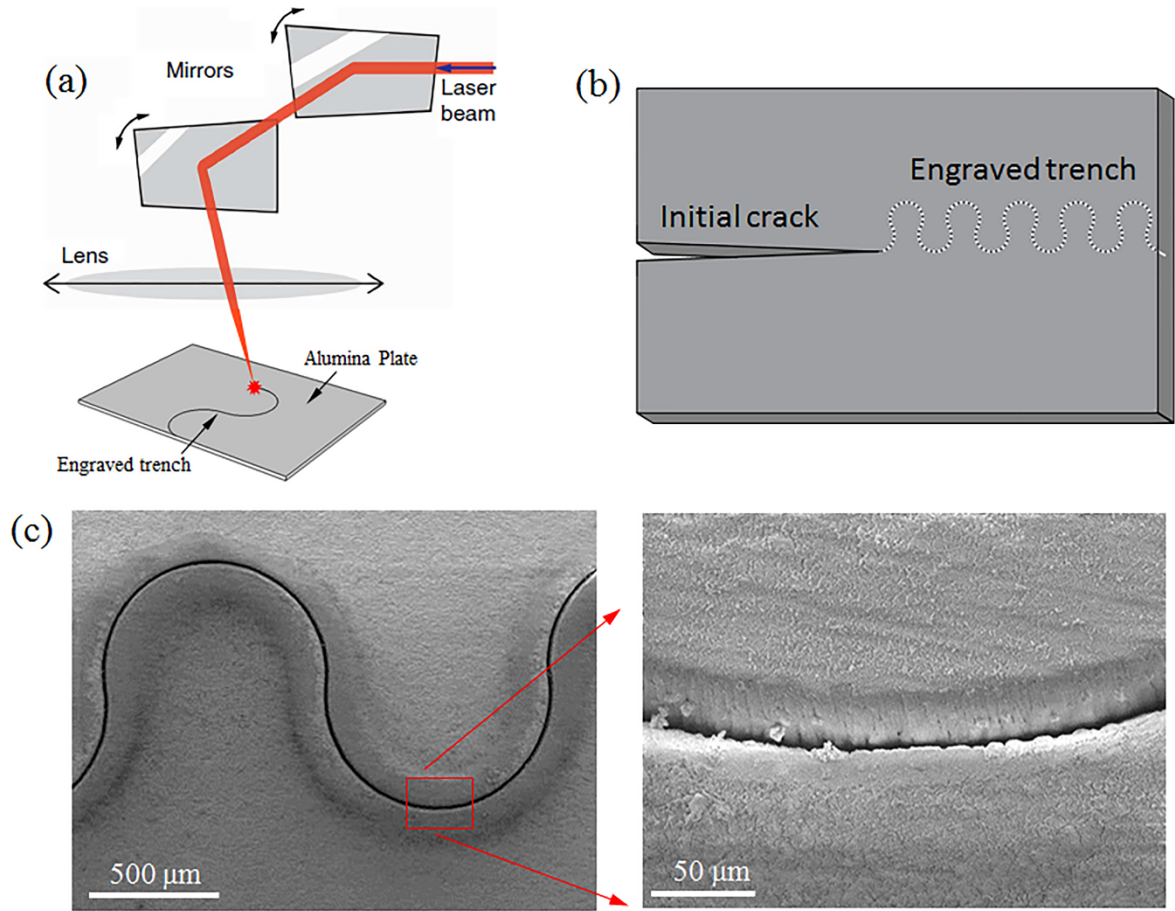 (a)
Mirrors
Laser
beam
Lens
Alumina Plate
Engraved trench
(b)
Engraved trench
Initial crack
(c)
500 μm
50 μm